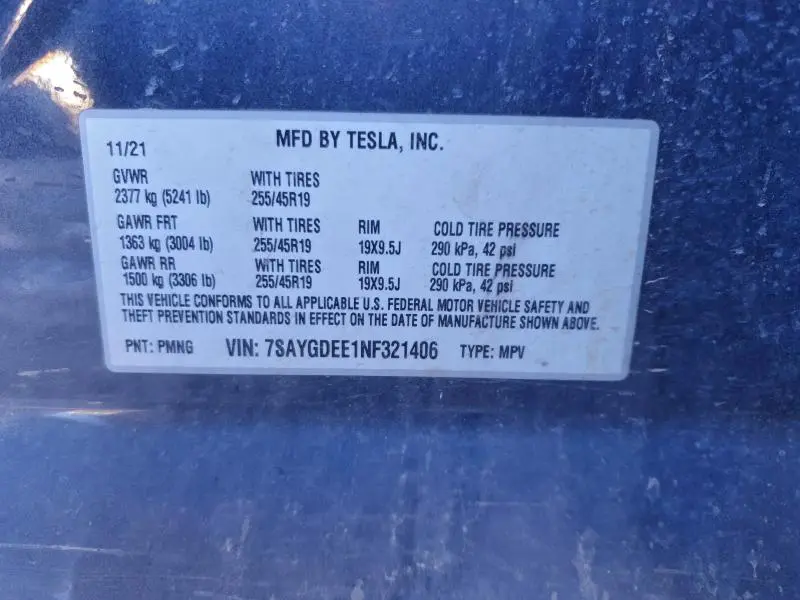 11/21 MFD BY TESLA, INC.
GVWR WITH TIRES
2377 kg (5241 lb) 255/45R19
GAWR FRT WITH TIRES RIM COLD TIRE PRESSURE
1363 kg (3004 lb) 255/45R19 19X9.5J 290 kPa, 42 psi
GAWR RR WITH TIRES RIM COLD TIRE PRESSURE
1500 kg (3306 lb) 255/45R19 19X9.5J 290 kPa, 42 psi
THIS VEHICLE CONFORMS TO ALL APPLICABLE U.S. FEDERAL MOTOR VEHICLE SAFETY AND
THEFT PREVENTION STANDARDS IN EFFECT ON THE DATE OF MANUFACTURE SHOWN ABOVE.
PNT: PMNG VIN: 7SAYGDEE1NF321406 TYPE: MPV